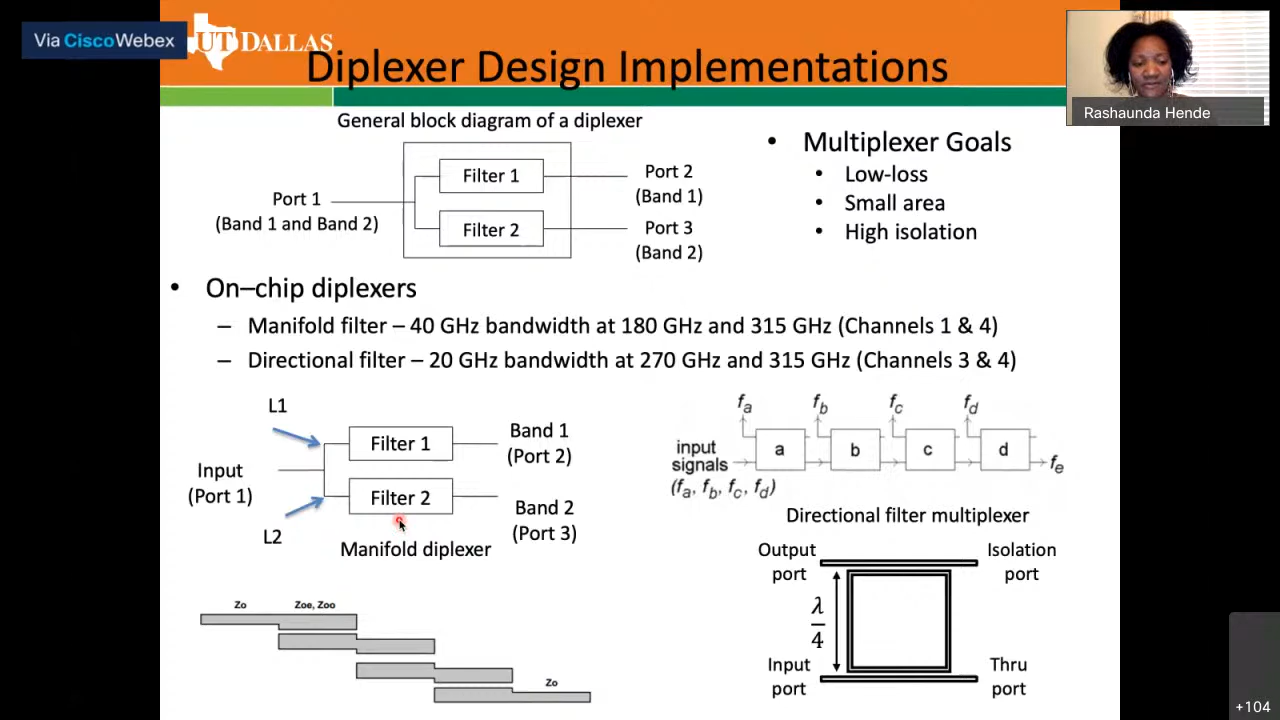 Via CiscoWebex
UT DALLAS
Diplexer Design Implementations
Rashaunda Hende
General block diagram of a diplexer
Port 1
(Band 1 and Band 2)
Filter 1
Filter 2
Port 2
(Band 1)
Port 3
(Band 2)
• Multiplexer Goals
• Low-loss
• Small area
• High isolation
• On–chip diplexers
– Manifold filter – 40 GHz bandwidth at 180 GHz and 315 GHz (Channels 1 & 4)
– Directional filter – 20 GHz bandwidth at 270 GHz and 315 GHz (Channels 3 & 4)
L1
Input
(Port 1)
L2
Filter 1
Filter 2
Band 1
(Port 2)
Band 2
(Port 3)
Manifold diplexer
Zo
Zoe, Zoo
Zo
fa fb fc fd
input
signals
(fa, fb, fc, fd)
a b c d
fe
Directional filter multiplexer
Output
port
Isolation
port
λ
4
Input
port
Thru
port
+104